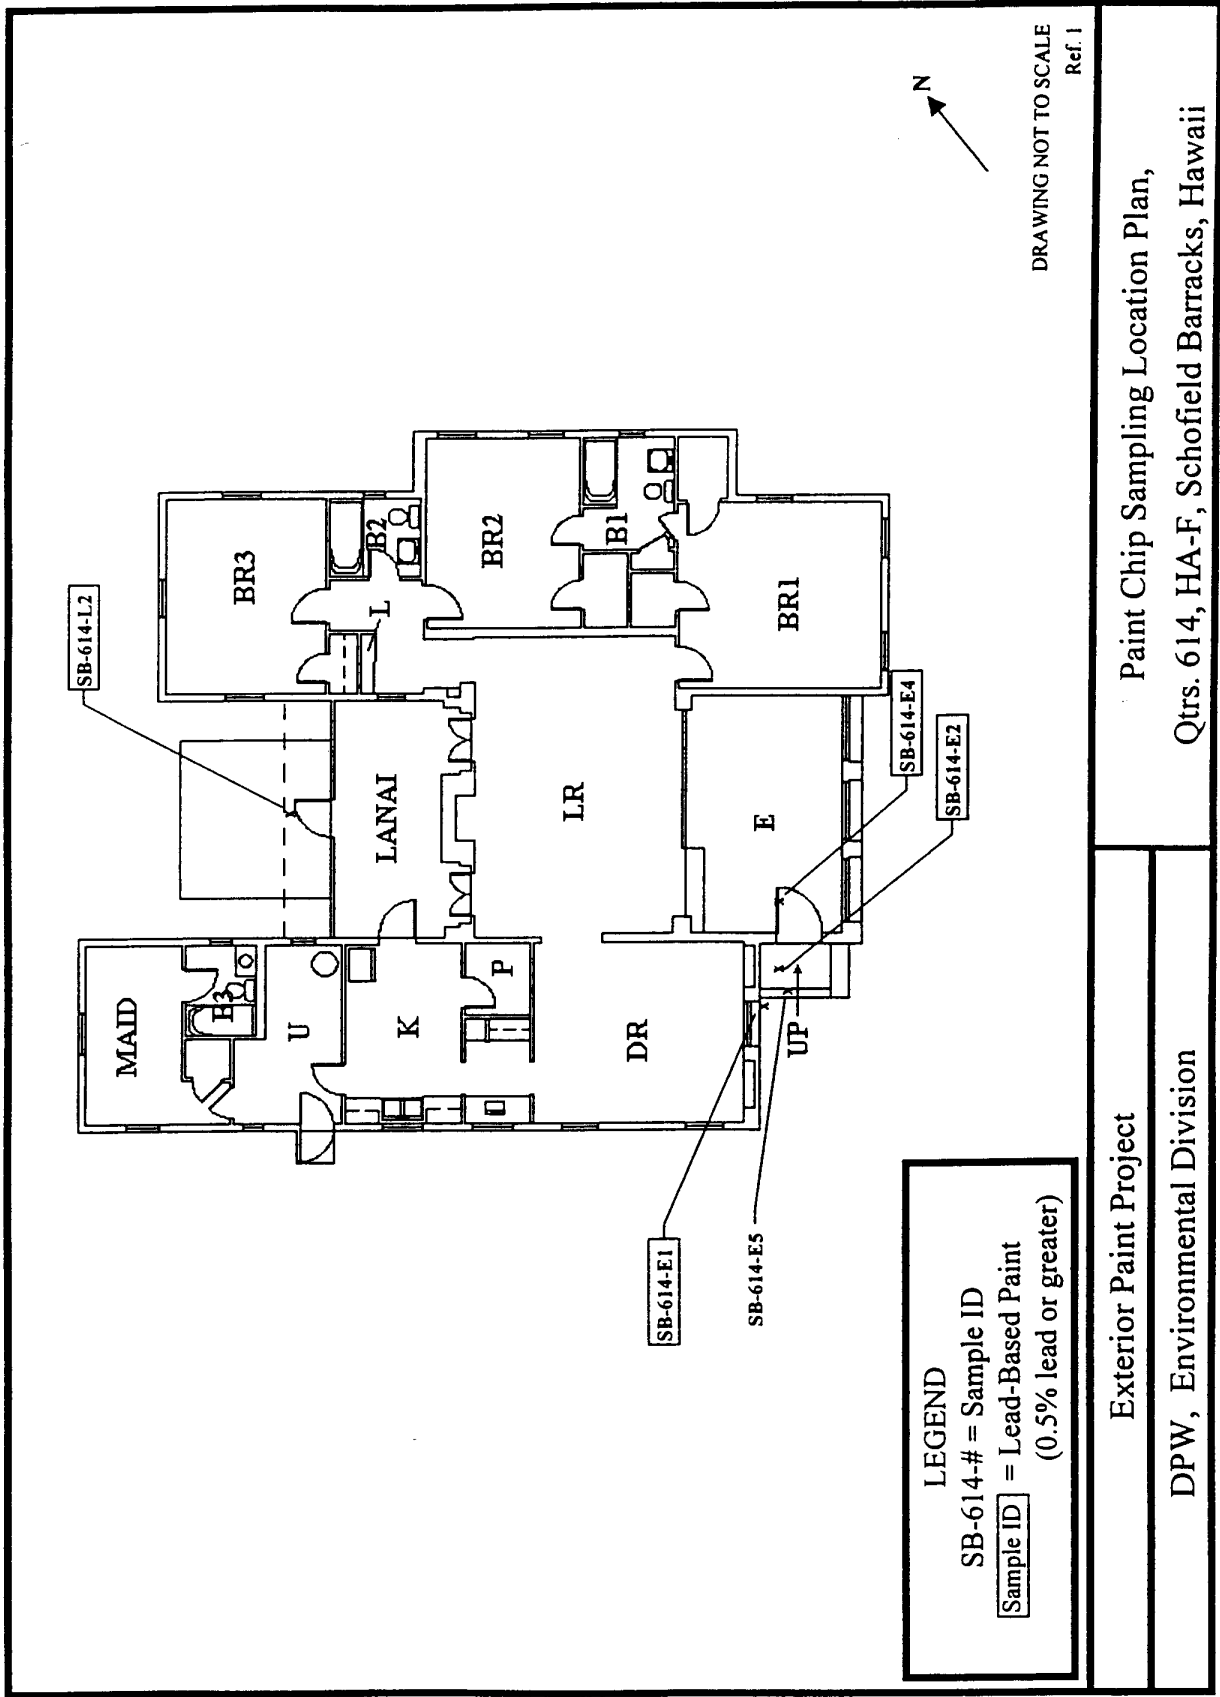 SB-614-L2
BR3
B2
L
BR2
B1
BR1
LANAI
LR
E
SB-614-E4
SB-614-E2
MAID
B3
U
K
P
DR
UP
SB-614-E1
SB-614-E5
N
DRAWING NOT TO SCALE
Ref. 1
LEGEND
SB-614-# = Sample ID
Sample ID = Lead-Based Paint
(0.5% lead or greater)
Exterior Paint Project
DPW, Environmental Division
Paint Chip Sampling Location Plan,
Qtrs. 614, HA-F, Schofield Barracks, Hawaii